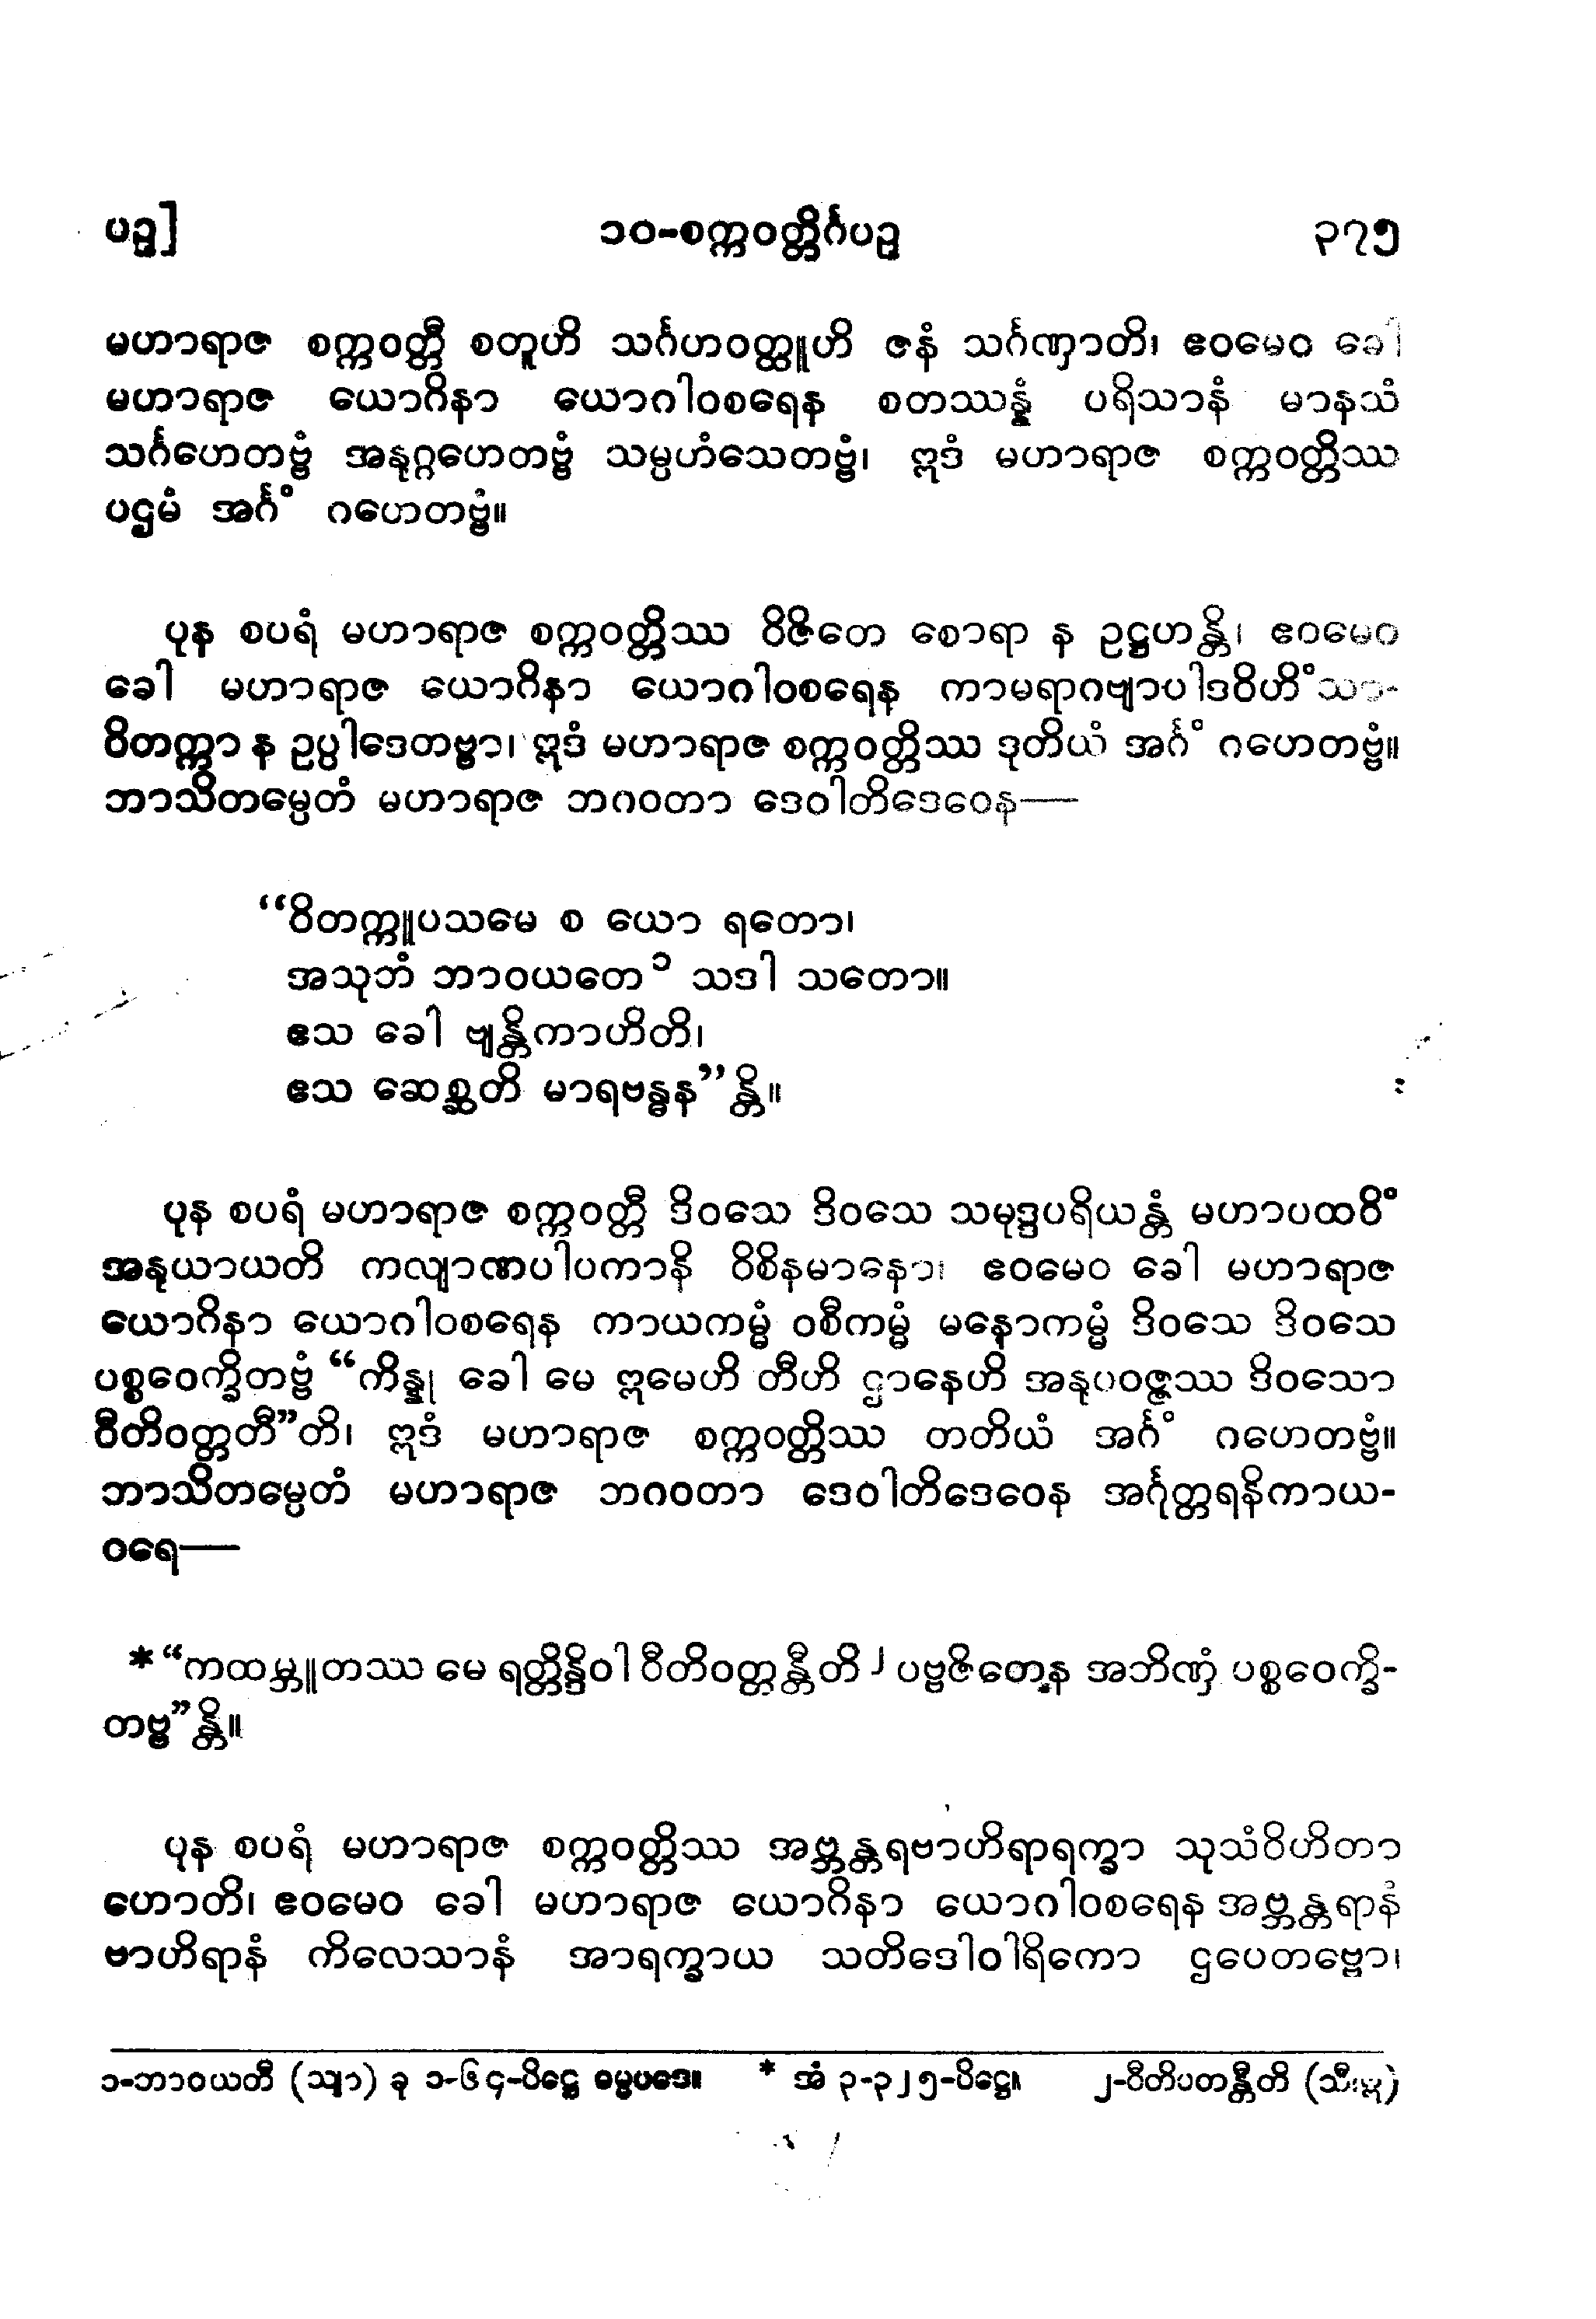 ပဉှ]
၁၀-စက္ကဝတ္တိင်္ဂပဉှ
၃၇၅
မဟာရာဇ စက္ကဝတ္တီ စတူဟိ သင်္ဂဟဝတ္ထူဟိ ဇနံ သင်္ဂဏှာတိ၊ ဧဝမေဝ ခေါ
မဟာရာဇ ယောဂိနာ ယောဂါဝစရေန စတဿန္နံ ပရိသာနံ မာနသံ
သင်္ဂဟေတဗ္ဗံ အနုဂ္ဂဟေတဗ္ဗံ သမ္ပဟံသေတဗ္ဗံ၊ ဣဒံ မဟာရာဇ စက္ကဝတ္တိဿ
ပဌမံ အင်္ဂံ ဂဟေတဗ္ဗံ။
ပုန စပရံ မဟာရာဇ စက္ကဝတ္တိဿ ဝိဇိတေ စောရာ န ဥဋ္ဌဟန္တိ၊ ဧဝမေဝ
ခေါ မဟာရာဇ ယောဂိနာ ယောဂါဝစရေန ကာမရာဂဗျာပါဒဝိဟိံသာ-
ဝိတက္ကာ န ဥပ္ပါဒေတဗ္ဗာ၊ ဣဒံ မဟာရာဇ စက္ကဝတ္တိဿ ဒုတိယံ အင်္ဂံ ဂဟေတဗ္ဗံ။
ဘာသိတမ္ပေတံ မဟာရာဇ ဘဂဝတာ ဒေဝါတိဒေဝေန—
“ဝိတက္ကူပသမေ စ ယော ရတော၊
အသုဘံ ဘာဝယတေ ၁ သဒါ သတော။
ဧသ ခေါ ဗျန္တိကာဟိတိ၊
ဧသ ဆေစ္ဆတိ မာရဗန္ဓန”န္တိ။
ပုန စပရံ မဟာရာဇ စက္ကဝတ္တီ ဒိဝသေ ဒိဝသေ သမုဒ္ဒပရိယန္တံ မဟာပထဝိံ
အနုယာယတိ ကလျာဏပါပကာနိ ဝိစိနမာနော၊ ဧဝမေဝ ခေါ မဟာရာဇ
ယောဂိနာ ယောဂါဝစရေန ကာယကမ္မံ ဝစီကမ္မံ မနောကမ္မံ ဒိဝသေ ဒိဝသေ
ပစ္စဝေက္ခိတဗ္ဗံ “ကိန္နု ခေါ မေ ဣမေဟိ တီဟိ ဌာနေဟိ အနုပဝဇ္ဇဿ ဒိဝသော
ဝီတိဝတ္တတီ”တိ၊ ဣဒံ မဟာရာဇ စက္ကဝတ္တိဿ တတိယံ အင်္ဂံ ဂဟေတဗ္ဗံ။
ဘာသိတမ္ပေတံ မဟာရာဇ ဘဂဝတာ ဒေဝါတိဒေဝေန အင်္ဂုတ္တရနိကာယ-
ဝရေ—
* “ကထမ္ဘူတဿ မေ ရတ္တိန္ဒိဝါ ဝီတိဝတ္တန္တီတိ ၂ ပဗ္ဗဇိတေန အဘိဏှံ ပစ္စဝေက္ခိ-
တဗ္ဗ”န္တိ။
ပုန စပရံ မဟာရာဇ စက္ကဝတ္တိဿ အဗ္ဘန္တရဗာဟိရာရက္ခာ သုသံဝိဟိတာ
ဟောတိ၊ ဧဝမေဝ ခေါ မဟာရာဇ ယောဂိနာ ယောဂါဝစရေန အဗ္ဘန္တရာနံ
ဗာဟိရာနံ ကိလေသာနံ အာရက္ခာယ သတိဒေါဝါရိကော ဌပေတဗ္ဗော၊
၁-ဘာဝယတီ (သျာ) ခု ၁-၆၄-ပိဋ္ဌေ ဓမ္မပဒေ။ * အံ ၃-၃၂၅-ပိဋ္ဌေ။ ၂-ဝီတိပတန္တီတိ (သီးဣ)